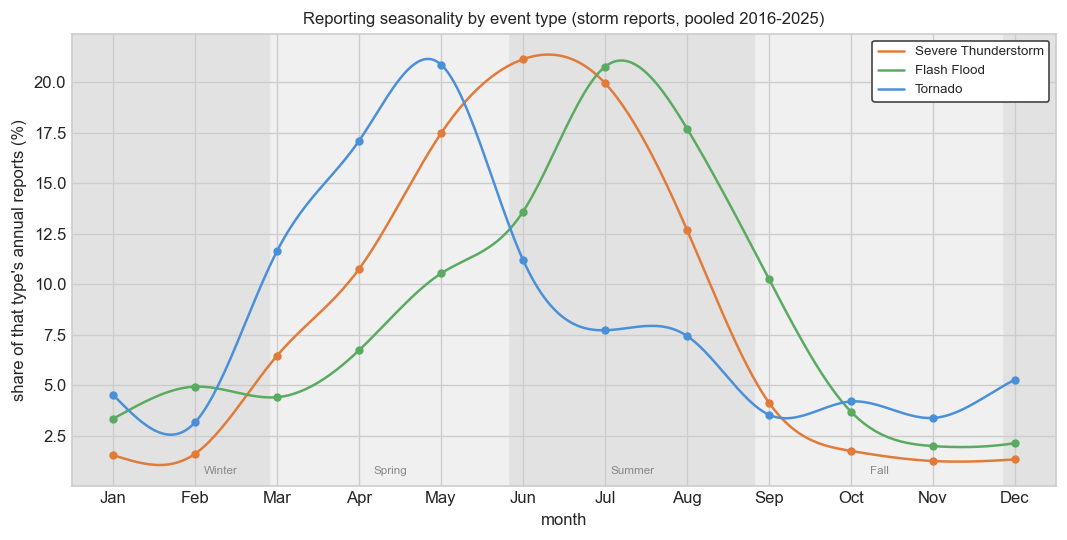 Reporting seasonality by event type (storm reports, pooled 2016-2025)
Severe Thunderstorm
Flash Flood
Tornado
share of that type's annual reports (%)
20.0
17.5
15.0
12.5
10.0
7.5
5.0
2.5
Winter Spring Summer Fall
Jan Feb Mar Apr May Jun Jul Aug Sep Oct Nov Dec
month